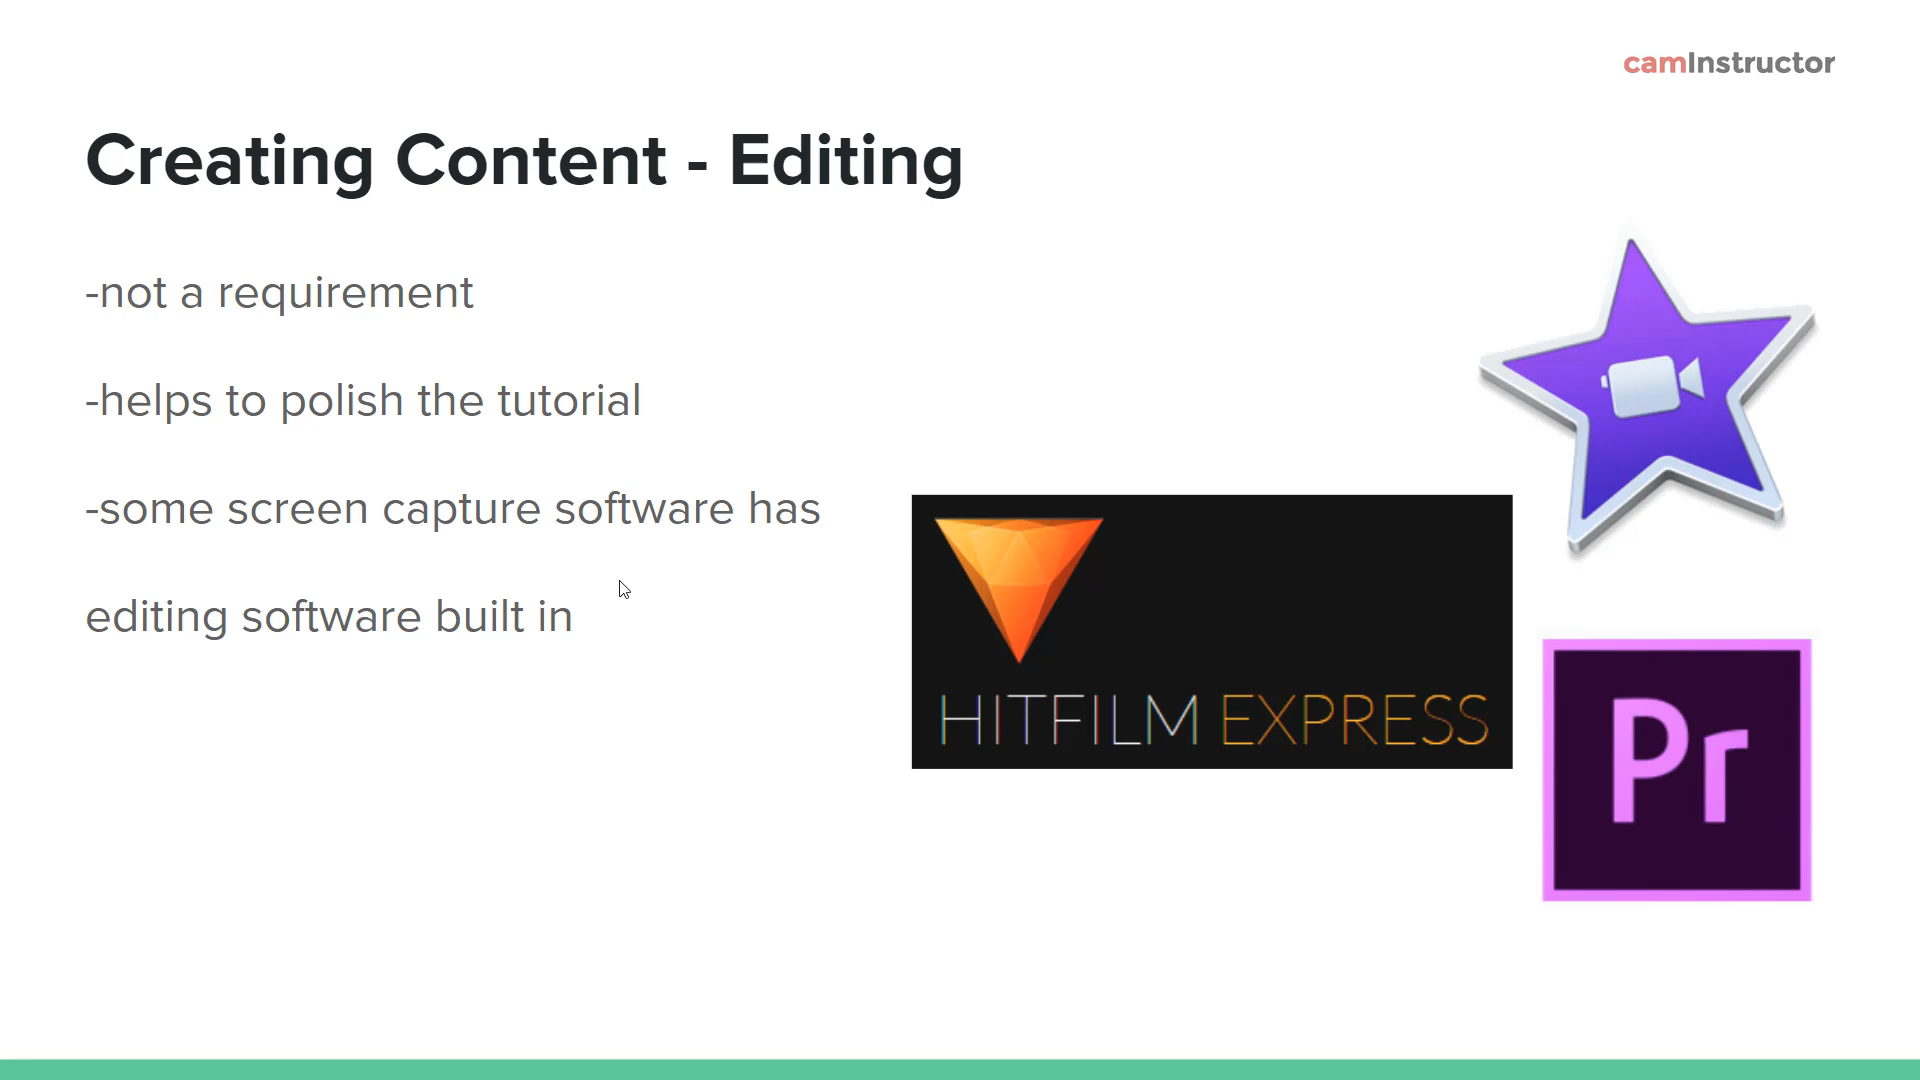 camInstructor
Creating Content - Editing
-not a requirement
-helps to polish the tutorial
-some screen capture software has
editing software built in
HITFILM EXPRESS
Pr